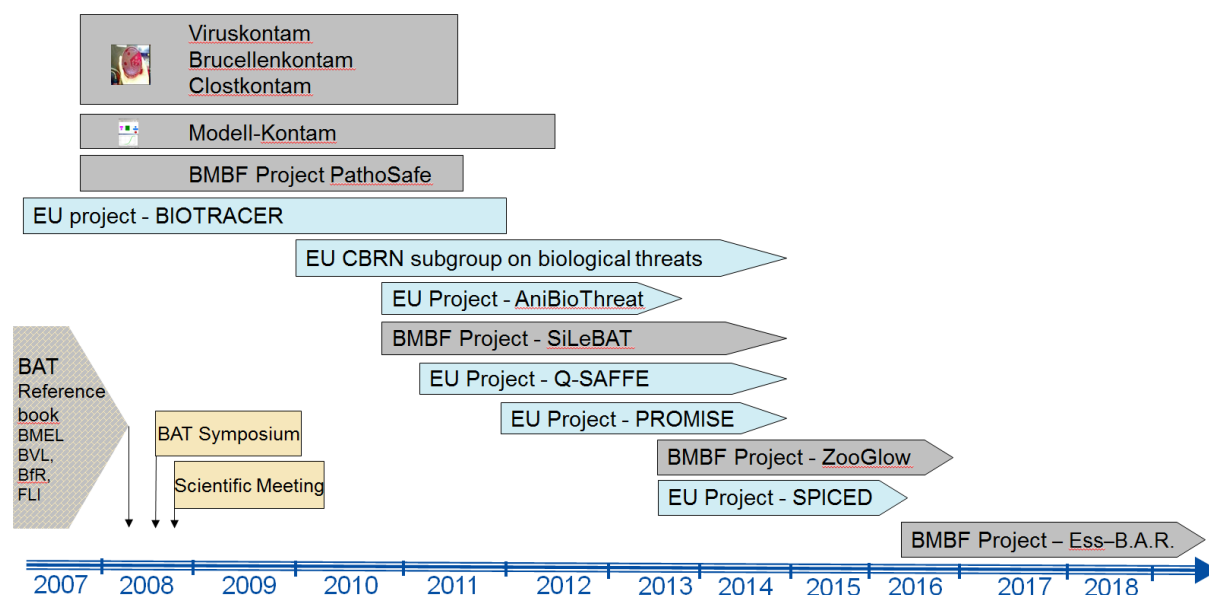 Viruskontam
Brucellenkontam
Clostkontam
Modell-Kontam
BMBF Project PathoSafe
EU project - BIOTRACER
EU CBRN subgroup on biological threats
EU Project - AniBioThreat
BMBF Project - SiLeBAT
EU Project - Q-SAFFE
EU Project - PROMISE
BAT
Reference
book
BMEL
BVL,
BfR,
FLI
BAT Symposium
Scientific Meeting
BMBF Project - ZooGlow
EU Project - SPICED
BMBF Project – Ess–B.A.R.
2007 2008 2009 2010 2011 2012 2013 2014 2015 2016 2017 2018